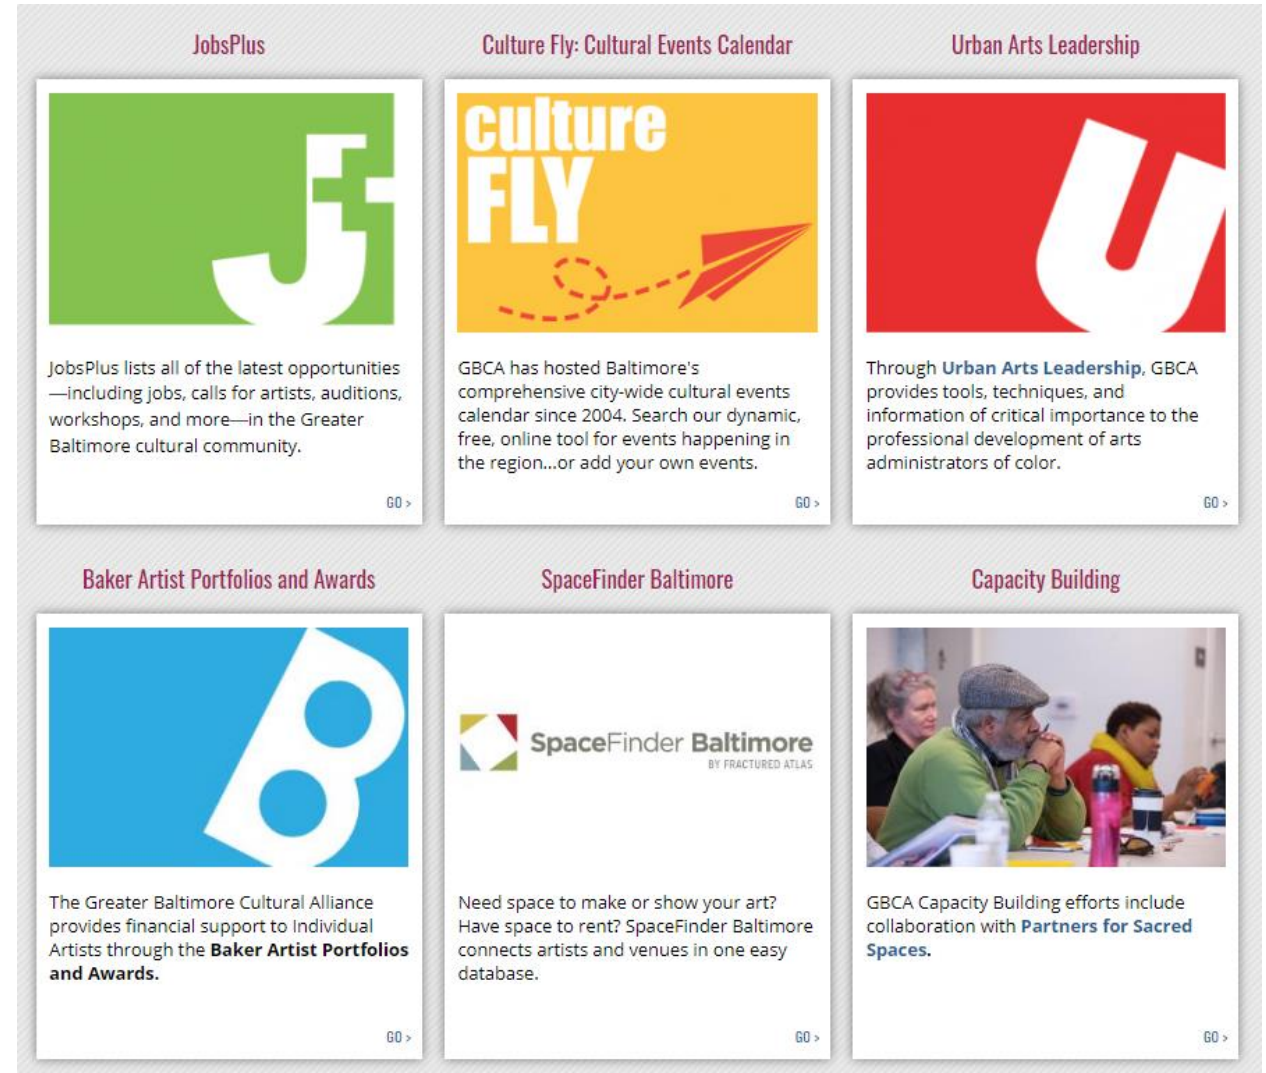 JobsPlus
Culture Fly: Cultural Events Calendar
Urban Arts Leadership
J+
culture
FLY
U
JobsPlus lists all of the latest opportunities
—including jobs, calls for artists, auditions,
workshops, and more—in the Greater
Baltimore cultural community.
GO >
GBCA has hosted Baltimore's
comprehensive city-wide cultural events
calendar since 2004. Search our dynamic,
free, online tool for events happening in
the region...or add your own events.
GO >
Through Urban Arts Leadership, GBCA
provides tools, techniques, and
information of critical importance to the
professional development of arts
administrators of color.
GO >
Baker Artist Portfolios and Awards
SpaceFinder Baltimore
Capacity Building
B
SpaceFinder Baltimore
BY FRACTURED ATLAS
The Greater Baltimore Cultural Alliance
provides financial support to Individual
Artists through the Baker Artist Portfolios
and Awards.
GO >
Need space to make or show your art?
Have space to rent? SpaceFinder Baltimore
connects artists and venues in one easy
database.
GO >
GBCA Capacity Building efforts include
collaboration with Partners for Sacred
Spaces.
GO >